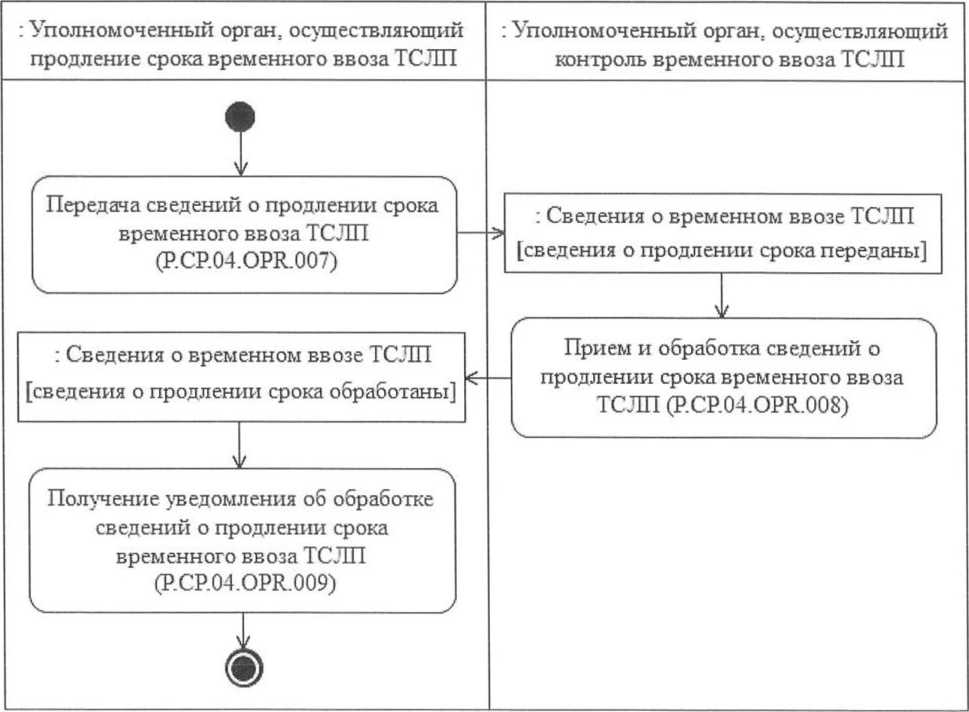 : Уполномоченный орган, осуществляющий
продление срока временного ввоза ТСЛП
: Уполномоченный орган, осуществляющий
контроль временного ввоза ТСЛП
Передача сведений о продлении срока
временного ввоза ТСЛП
(P.CP.04.OPR.007)
: Сведения о временном ввозе ТСЛП
[сведения о продлении срока переданы]
Прием и обработка сведений о
продлении срока временного ввоза
ТСЛП (P.CP.04.OPR.008)
: Сведения о временном ввозе ТСЛП
[сведения о продлении срока обработаны]
Получение уведомления об обработке
сведений о продлении срока
временного ввоза ТСЛП
(P.CP.04.OPR.009)